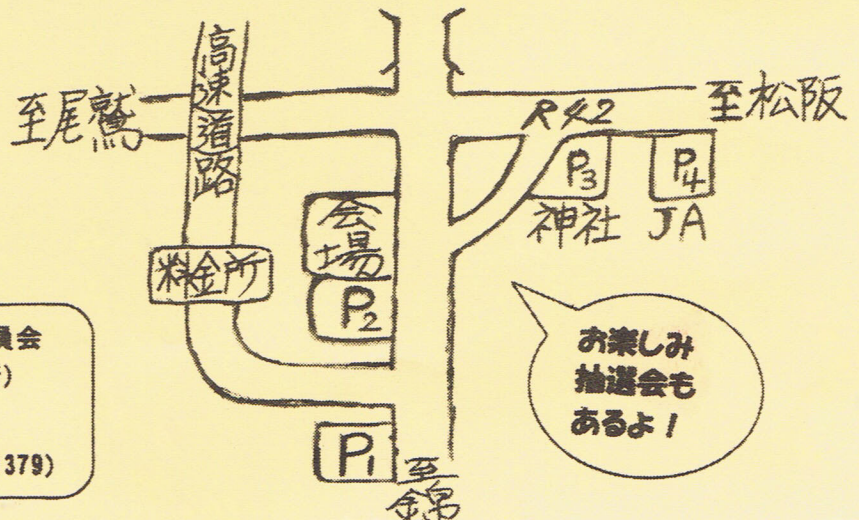 高速道路
至尾鷲
R42
至松阪
P3
P4
神社
JA
会場
料金所
P2
員会
)
お楽しみ
抽選会も
あるよ!
379)
P1
至錦